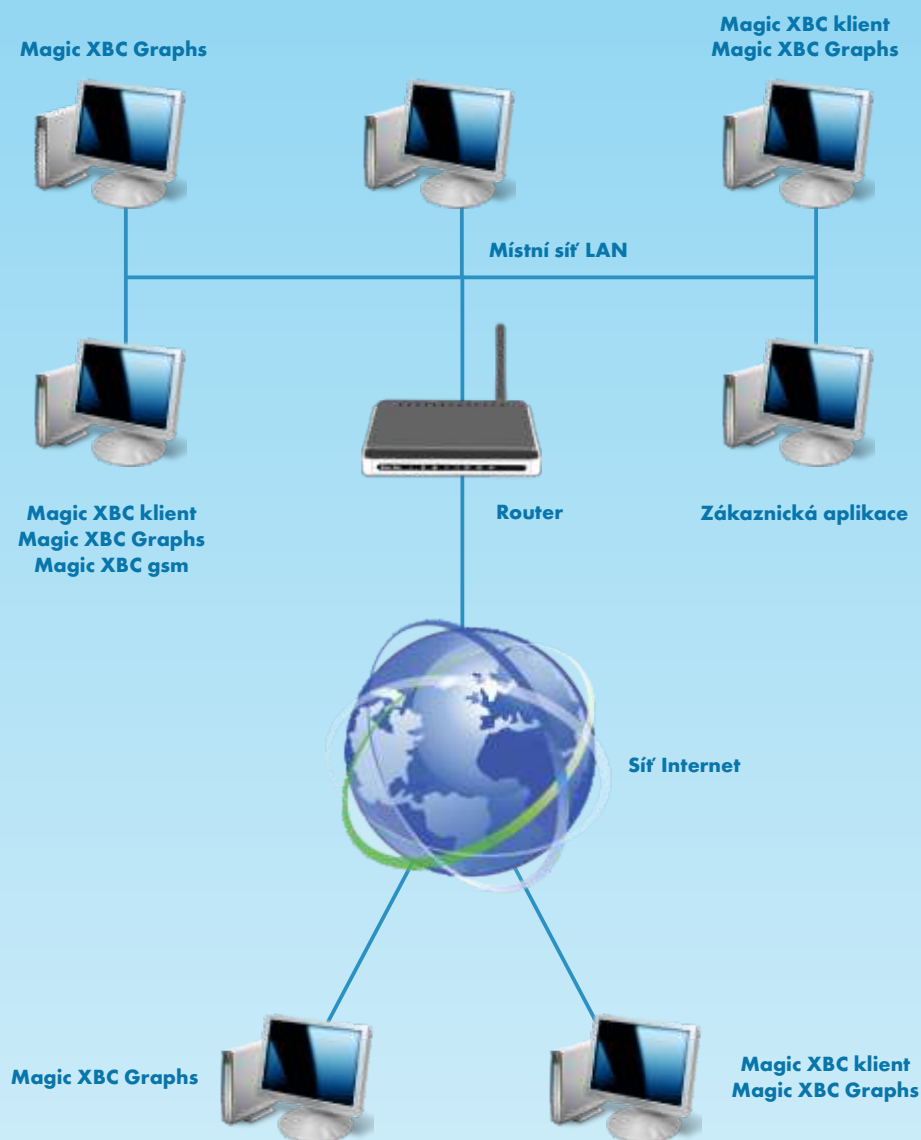 Magic XBC Graphs
Magic XBC klient
Magic XBC Graphs
Místní síť LAN
Magic XBC klient
Magic XBC Graphs
Magic XBC gsm
Router
Zákaznická aplikace
Síť Internet
Magic XBC Graphs
Magic XBC klient
Magic XBC Graphs